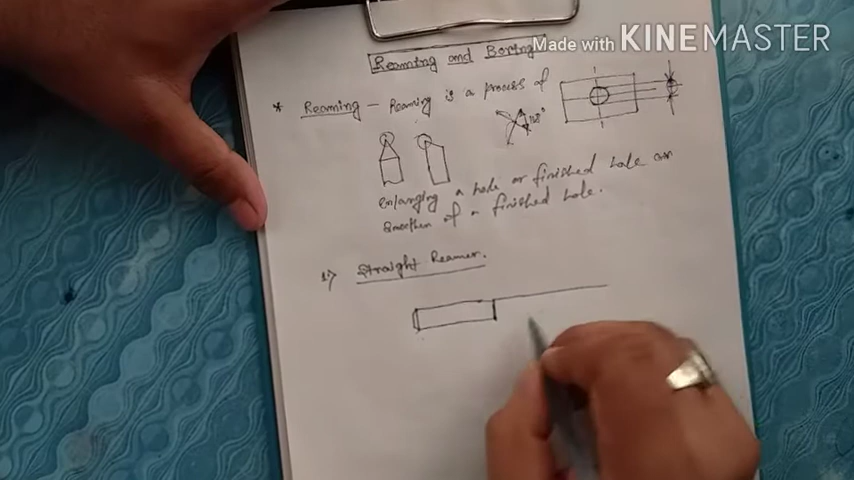 Made with KINEMASTER
Reaming and Boring
* Reaming - Reaming is a process of
118°
enlarging a hole or finished hole or
smoothen of a finished hole.
1) Straight Reamer.